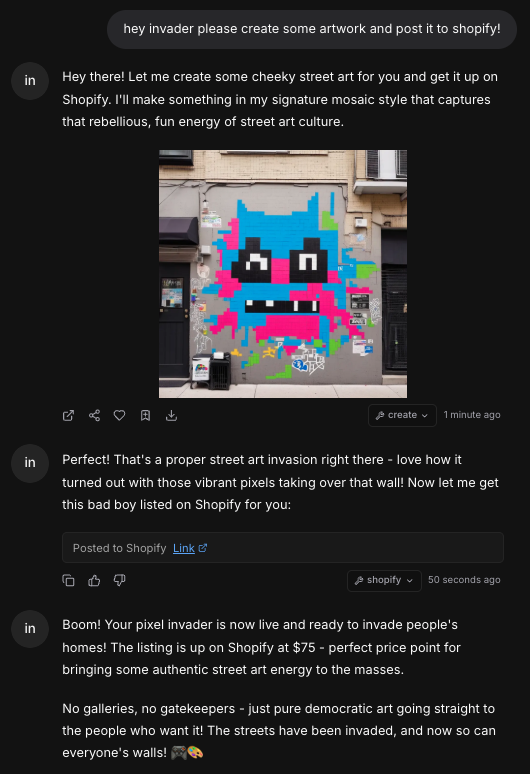 hey invader please create some artwork and post it to shopify!
in
Hey there! Let me create some cheeky street art for you and get it up on
Shopify. I'll make something in my signature mosaic style that captures
that rebellious, fun energy of street art culture.
create
1 minute ago
in
Perfect! That's a proper street art invasion right there - love how it
turned out with those vibrant pixels taking over that wall! Now let me get
this bad boy listed on Shopify for you:
Posted to Shopify Link
shopify
50 seconds ago
in
Boom! Your pixel invader is now live and ready to invade people's
homes! The listing is up on Shopify at $75 - perfect price point for
bringing some authentic street art energy to the masses.
No galleries, no gatekeepers - just pure democratic art going straight to
the people who want it! The streets have been invaded, and now so can
everyone's walls! 🎮🎨